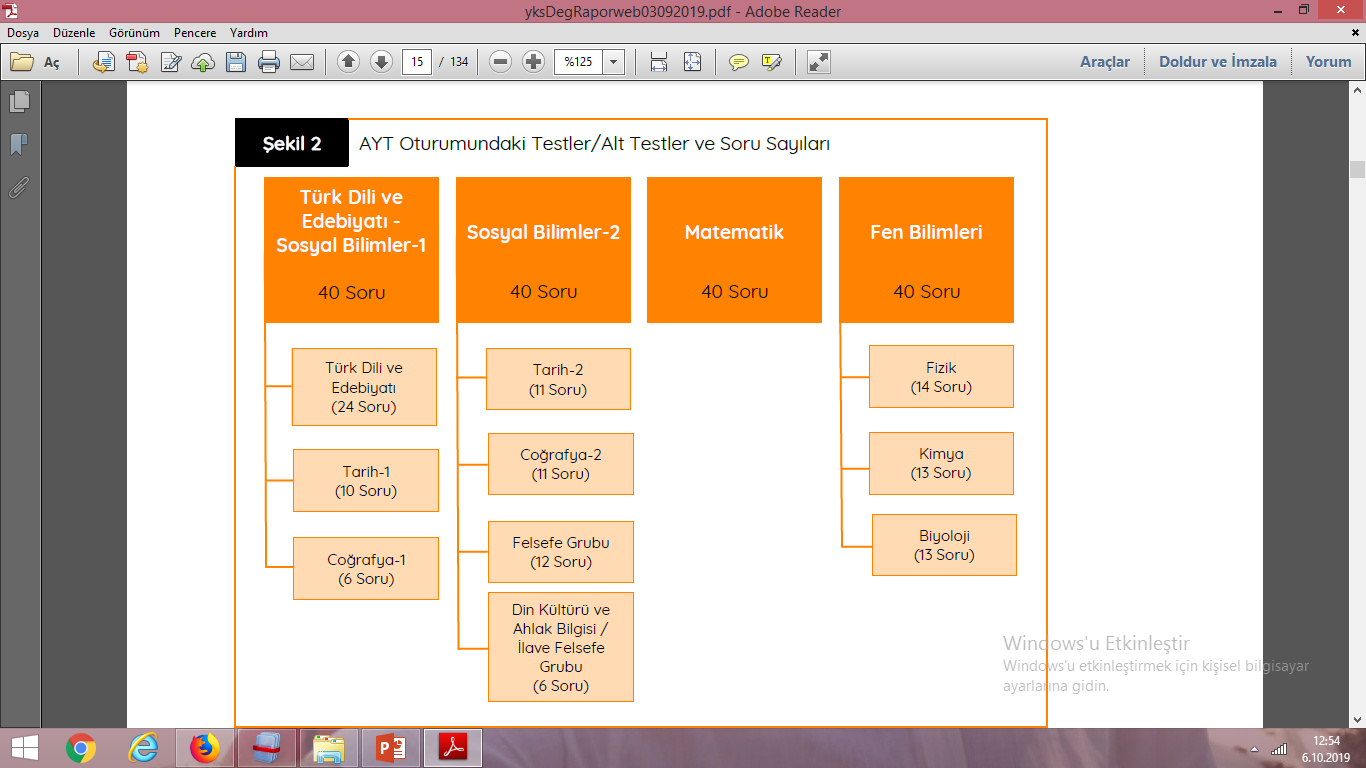 yksDegRaporweb03092019.pdf - Adobe Reader
Dosya Düzenle Görünüm Pencere Yardım
Aç 15 / 134 %125 Araçlar Doldur ve İmzala Yorum
Şekil 2 AYT Oturumundaki Testler/Alt Testler ve Soru Sayıları
Türk Dili ve
Edebiyatı -
Sosyal Bilimler-1
40 Soru
Türk Dili ve
Edebiyatı
(24 Soru)
Tarih-1
(10 Soru)
Coğrafya-1
(6 Soru)
Sosyal Bilimler-2
40 Soru
Tarih-2
(11 Soru)
Coğrafya-2
(11 Soru)
Felsefe Grubu
(12 Soru)
Din Kültürü ve
Ahlak Bilgisi /
İlave Felsefe
Grubu
(6 Soru)
Matematik
40 Soru
Fen Bilimleri
40 Soru
Fizik
(14 Soru)
Kimya
(13 Soru)
Biyoloji
(13 Soru)
Windows'u Etkinleştir
Windows'u etkinleştirmek için kişisel bilgisayar
ayarlarına gidin.
12:54
6.10.2019